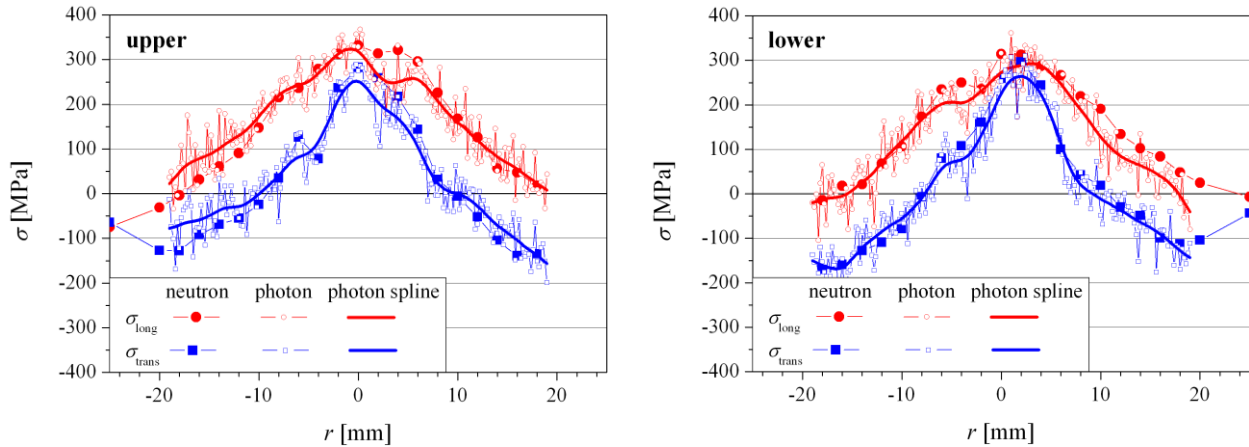 upper
400
300
200
100
0
-100
-200
-300
-400
σ [MPa]
-20 -10 0 10 20
r [mm]
neutron photon photon spline
σlong
σtrans
lower
400
300
200
100
0
-100
-200
-300
-400
σ [MPa]
-20 -10 0 10 20
r [mm]
neutron photon photon spline
σlong
σtrans